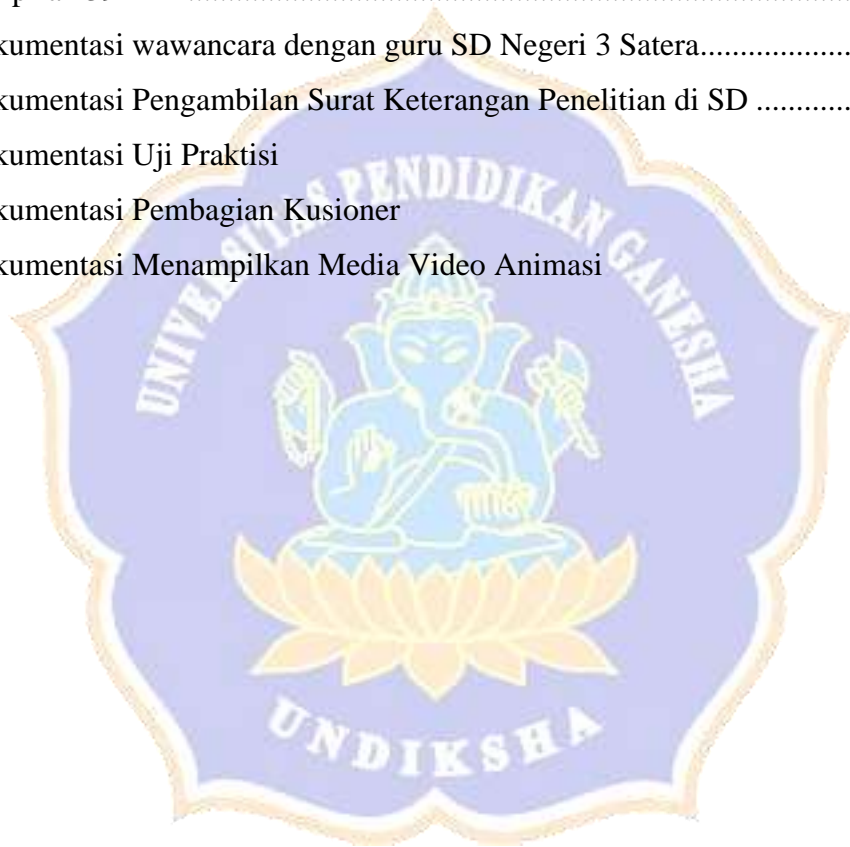 kumentasi wawancara dengan guru SD Negeri 3 Satera.....................
kumentasi Pengambilan Surat Keterangan Penelitian di SD .............
kumentasi Uji Praktisi
kumentasi Pembagian Kusioner
kumentasi Menampilkan Media Video Animasi
UNIVERSITAS PENDIDIKAN GANESHA
UNDIKSHA